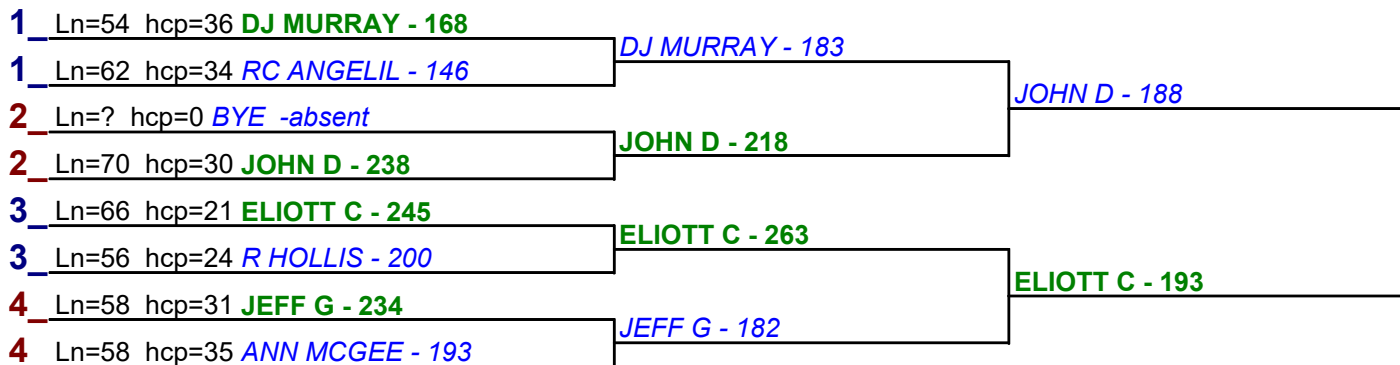 1_ Ln=54 hcp=36 DJ MURRAY - 168
DJ MURRAY - 183
1_ Ln=62 hcp=34 RC ANGELIL - 146
JOHN D - 188
2_ Ln=? hcp=0 BYE -absent
JOHN D - 218
2_ Ln=70 hcp=30 JOHN D - 238
3_ Ln=66 hcp=21 ELIOTT C - 245
ELIOTT C - 263
3_ Ln=56 hcp=24 R HOLLIS - 200
ELIOTT C - 193
4_ Ln=58 hcp=31 JEFF G - 234
JEFF G - 182
4 Ln=58 hcp=35 ANN MCGEE - 193